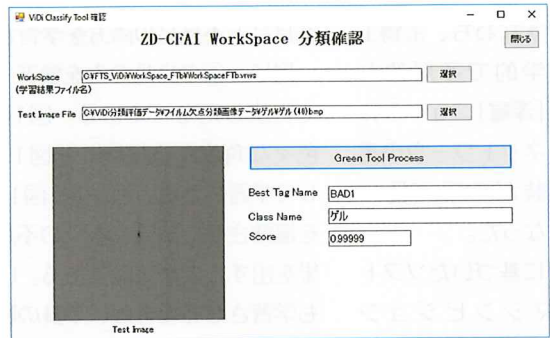 ViDi Classify Tool 確認
ZD-CFAI WorkSpace 分類確認
閉じる
WorkSpace
(学習結果ファイル名)
C:¥FTS_ViDi¥WorkSpace_FTb¥WorkSpaceFTb.vrws
選択
Test Image File
C:¥ViDi分類評価データ¥フイルム欠点分類画像データ¥ゲル¥ゲル (48).bmp
選択
Green Tool Process
Best Tag Name
BAD1
Class Name
ゲル
Score
0.99999
Test Image